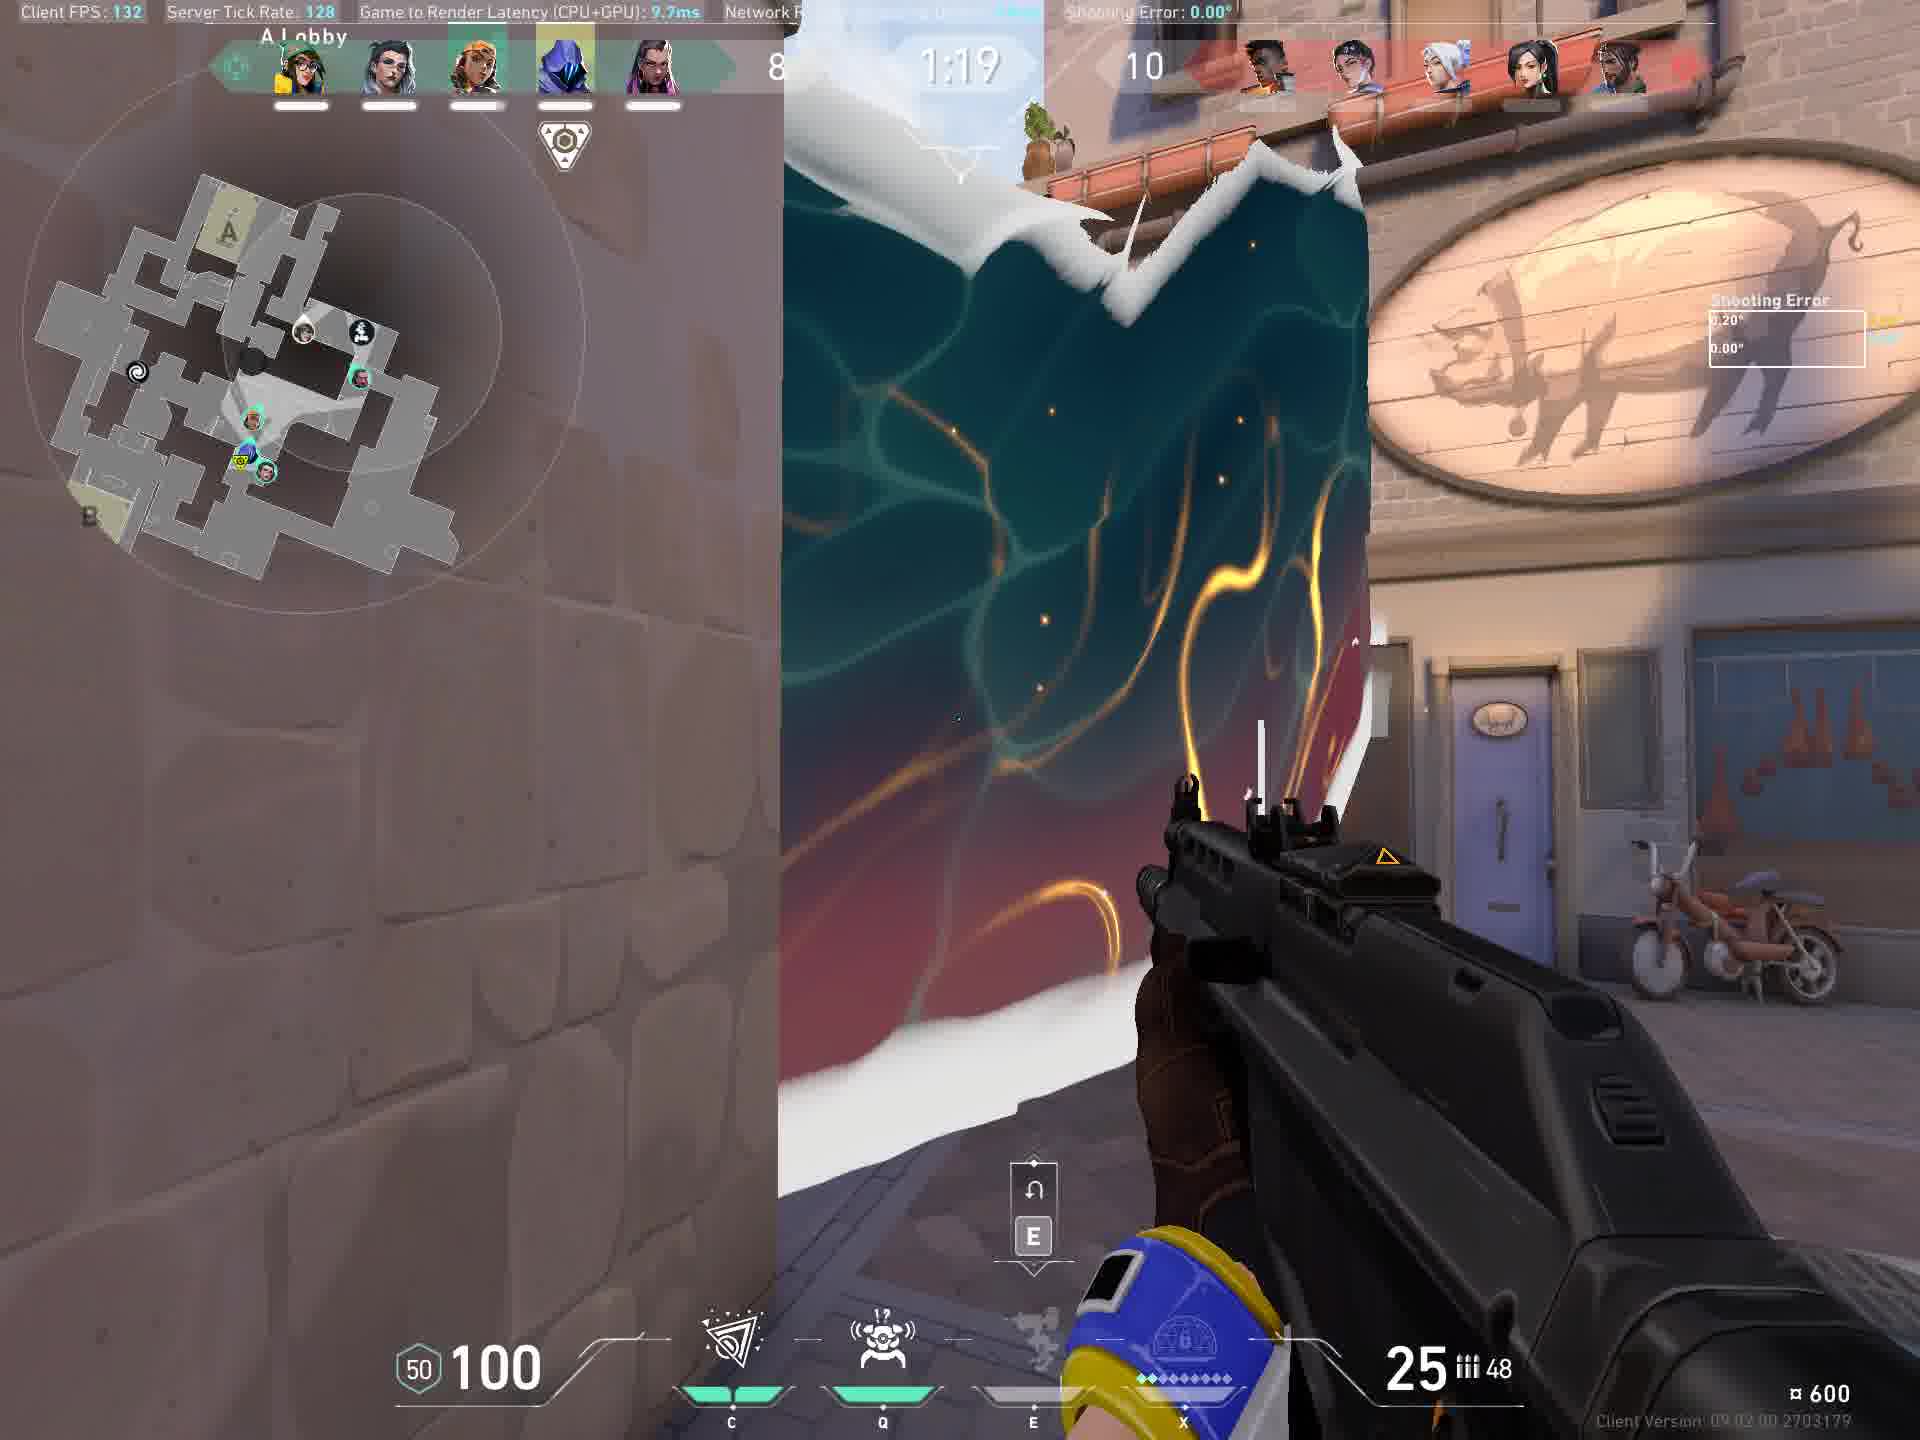 Client FPS: 132 Server Tick Rate: 128 Game to Render Latency (CPU+GPU): 9.7ms Network R Shooting Error: 0.00°
A Lobby
8 1:19 10
A
B
Shooting Error
0.20°
0.00°
E
50 100
12
C Q E X
25 48
¤ 600
Client Version: 09.02.00.2703179